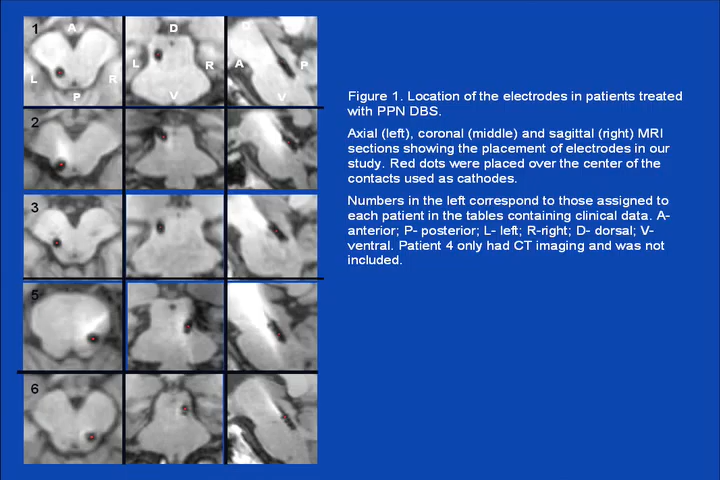 1
A
D
D
L
R
L
R
A
P
P
V
V
2
3
5
6
Figure 1. Location of the electrodes in patients treated
with PPN DBS.
Axial (left), coronal (middle) and sagittal (right) MRI
sections showing the placement of electrodes in our
study. Red dots were placed over the center of the
contacts used as cathodes.
Numbers in the left correspond to those assigned to
each patient in the tables containing clinical data. A-
anterior; P- posterior; L- left; R-right; D- dorsal; V-
ventral. Patient 4 only had CT imaging and was not
included.